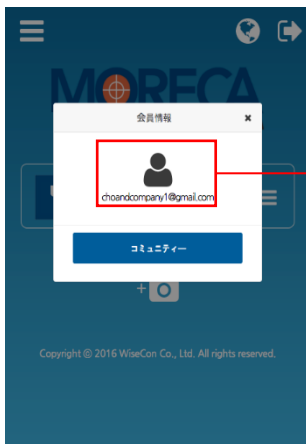 MORECA
会員情報
choandcompany1@gmail.com
コミュニティー
Copyright © 2016 WiseCon Co., Ltd. All rights reserved.